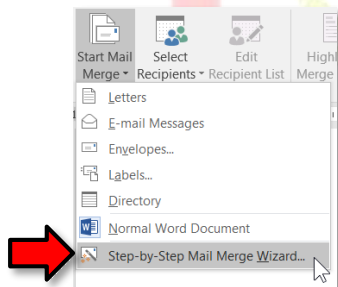 Start Mail Select Edit Highl
Merge Recipients Recipient List Merge
Letters
E-mail Messages
Envelopes...
Labels...
Directory
Normal Word Document
Step-by-Step Mail Merge Wizard...